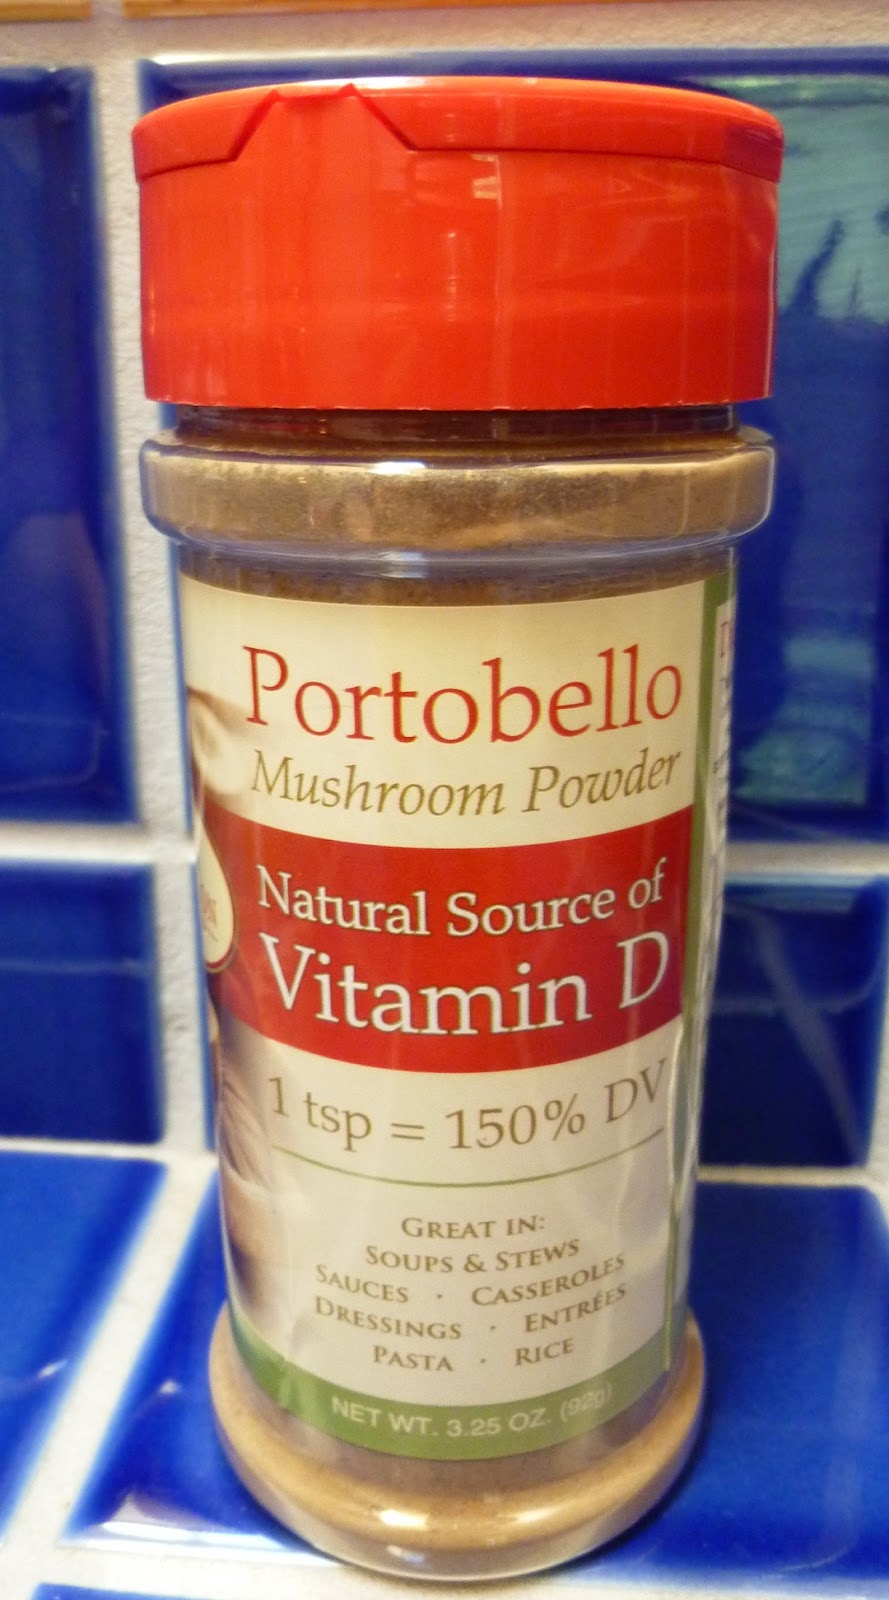 Portobello
Mushroom Powder
Natural Source of
Vitamin D
1 tsp = 150% DV
GREAT IN:
SOUPS & STEWS
SAUCES · CASSEROLES
DRESSINGS · ENTRÉES
PASTA · RICE
NET WT. 3.25 OZ. (92g)